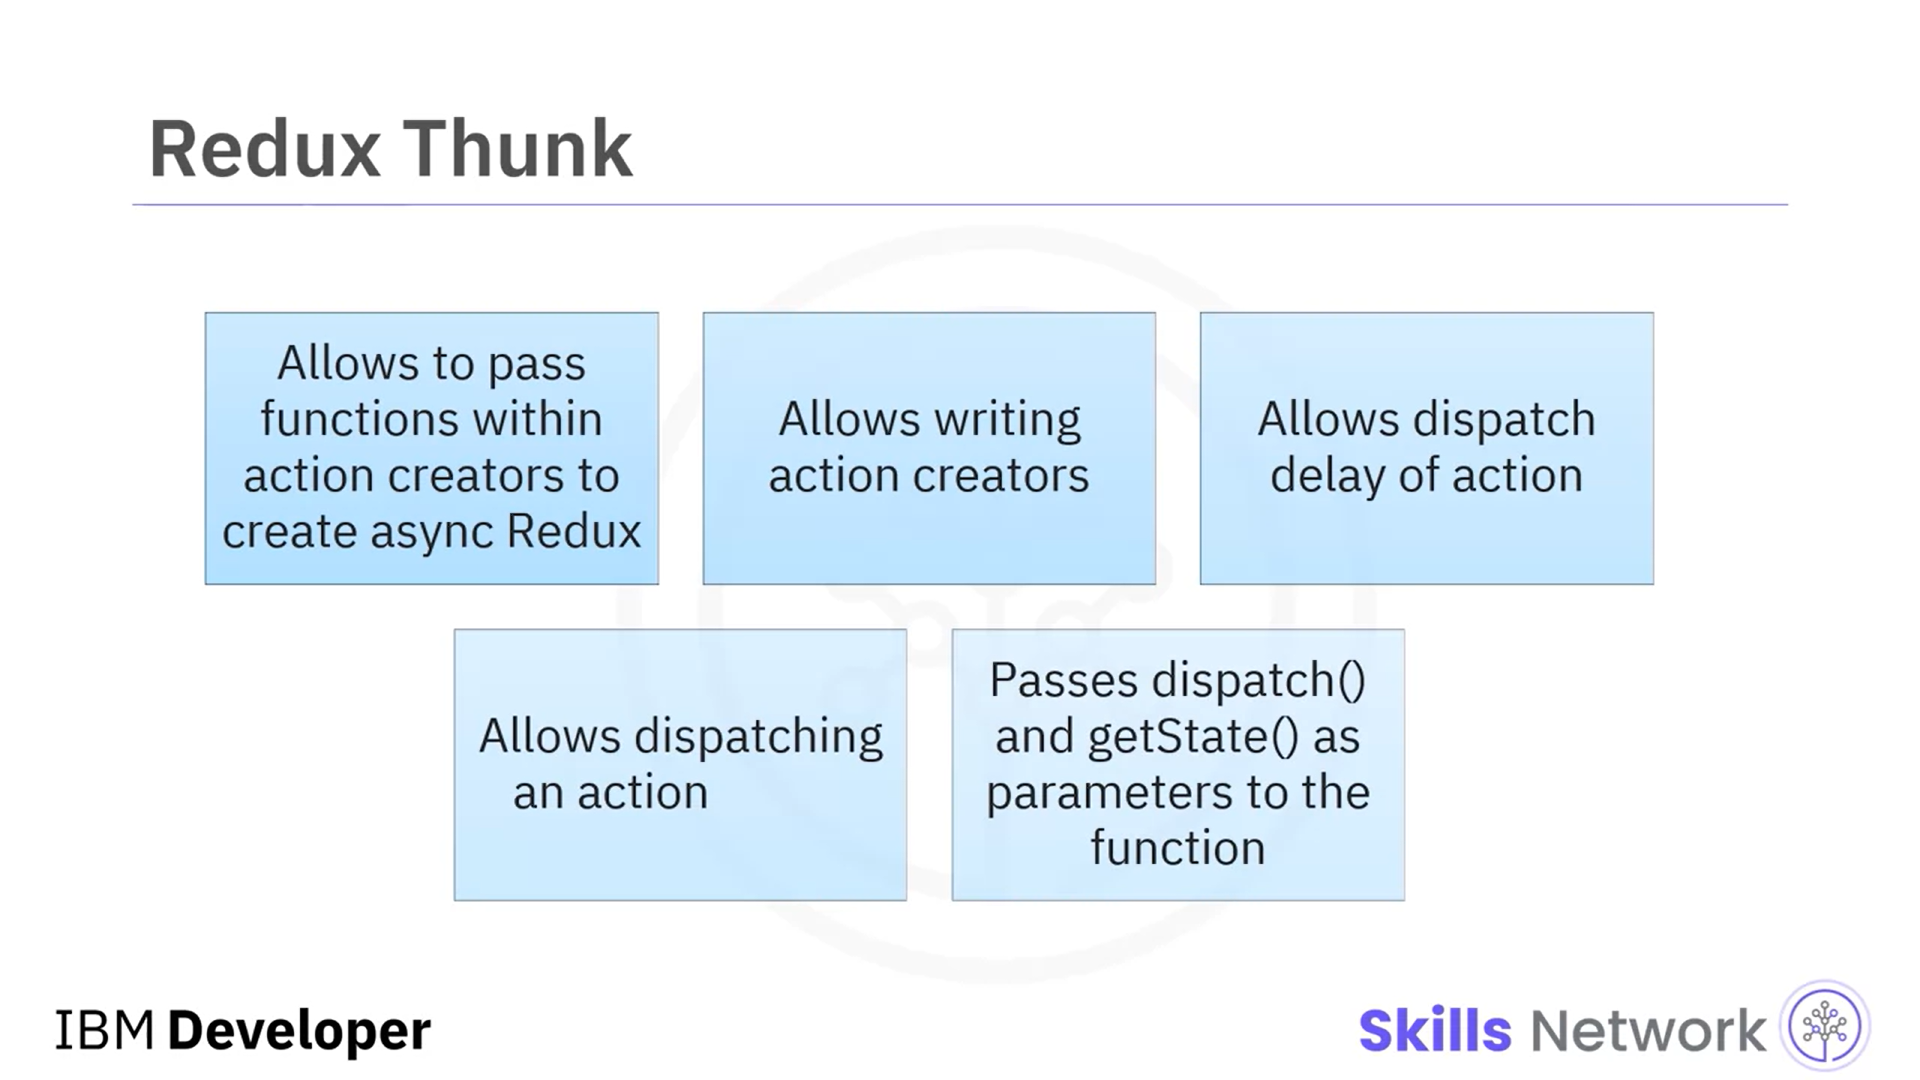 Redux Thunk
Allows to pass
functions within
action creators to
create async Redux
Allows writing
action creators
Allows dispatch
delay of action
Allows dispatching
an action
Passes dispatch()
and getState() as
parameters to the
function
IBM Developer
Skills Network